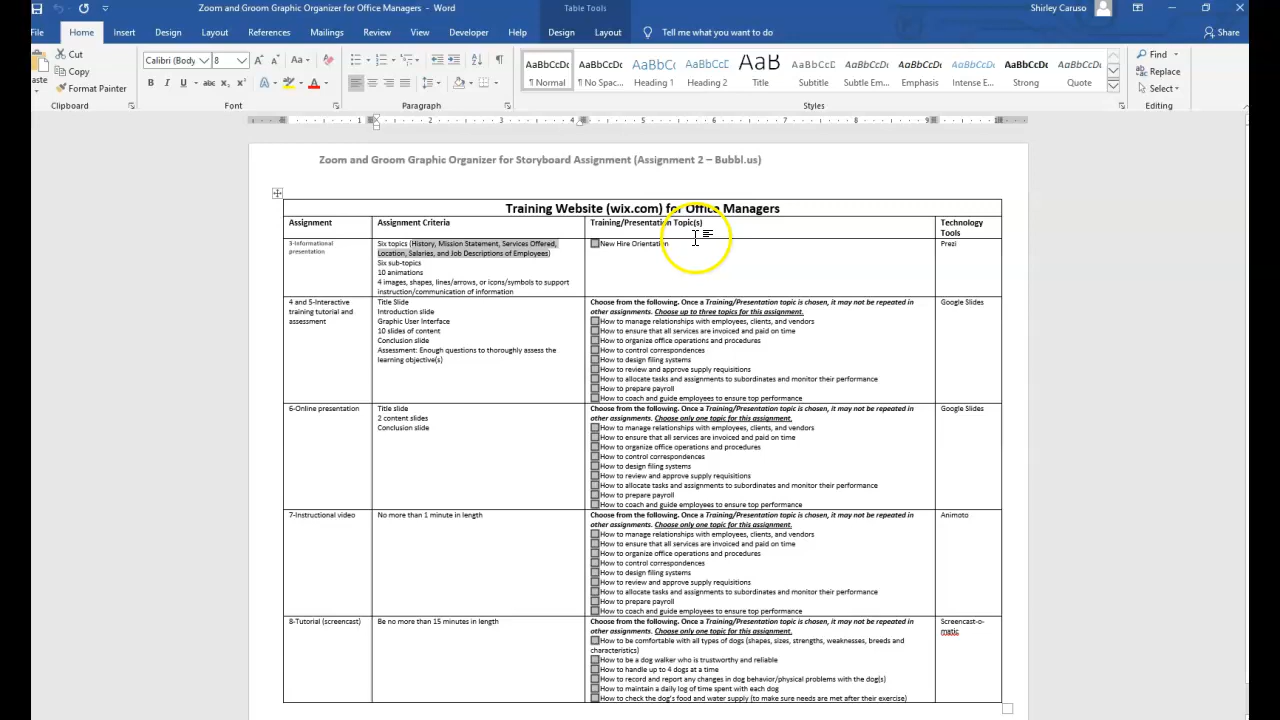 Zoom and Groom Graphic Organizer for Office Managers - Word
Table Tools
Shirley Caruso
File
Home
Insert
Design
Layout
References
Mailings
Review
View
Developer
Help
Design
Layout
Tell me what you want to do
Share
aste
Cut
Copy
Format Painter
Clipboard
Calibri (Body
8
Font
Paragraph
AaBbCcDc
¶ Normal
AaBbCcDc
¶ No Spac...
AaBbCc
Heading 1
AaBbCc
Heading 2
AaB
Title
AaBbCcD
Subtitle
AaBbCcDc
Subtle Em...
AaBbCcDc
Emphasis
AaBbCcDc
Intense E...
AaBbCcDc
Strong
AaBbCcDc
Quote
Styles
Find
Replace
Select
Editing
1 2 3 4 5 6 7 8 9
Zoom and Groom Graphic Organizer for Storyboard Assignment (Assignment 2 – Bubbl.us)
Training Website (wix.com) for Office Managers
Assignment
Assignment Criteria
Training/Presentation Topic(s)
Technology
Tools
3-Informational
presentation
Six topics (History, Mission Statement, Services Offered,
Location, Salaries, and Job Descriptions of Employees)
Six sub-topics
10 animations
4 images, shapes, lines/arrows, or icons/symbols to support
instruction/communication of information
New Hire Orientation
Prezi
4 and 5-Interactive
training tutorial and
assessment
Title Slide
Introduction slide
Graphic User Interface
10 slides of content
Conclusion slide
Assessment: Enough questions to thoroughly assess the
learning objective(s)
Choose from the following. Once a Training/Presentation topic is chosen, it may not be repeated in
other assignments. Choose up to three topics for this assignment.
How to manage relationships with employees, clients, and vendors
How to ensure that all services are invoiced and paid on time
How to organize office operations and procedures
How to control correspondences
How to design filing systems
How to review and approve supply requisitions
How to allocate tasks and assignments to subordinates and monitor their performance
How to prepare payroll
How to coach and guide employees to ensure top performance
Google Slides
6-Online presentation
Title slide
2 content slides
Conclusion slide
Choose from the following. Once a Training/Presentation topic is chosen, it may not be repeated in
other assignments. Choose only one topic for this assignment.
How to manage relationships with employees, clients, and vendors
How to ensure that all services are invoiced and paid on time
How to organize office operations and procedures
How to control correspondences
How to design filing systems
How to review and approve supply requisitions
How to allocate tasks and assignments to subordinates and monitor their performance
How to prepare payroll
How to coach and guide employees to ensure top performance
Google Slides
7-Instructional video
No more than 1 minute in length
Choose from the following. Once a Training/Presentation topic is chosen, it may not be repeated in
other assignments. Choose only one topic for this assignment.
How to manage relationships with employees, clients, and vendors
How to ensure that all services are invoiced and paid on time
How to organize office operations and procedures
How to control correspondences
How to design filing systems
How to review and approve supply requisitions
How to allocate tasks and assignments to subordinates and monitor their performance
How to prepare payroll
How to coach and guide employees to ensure top performance
Animoto
8-Tutorial (screencast)
Be no more than 15 minutes in length
Choose from the following. Once a Training/Presentation topic is chosen, it may not be repeated in
other assignments. Choose only one topic for this assignment.
How to be comfortable with all types of dogs (shapes, sizes, strengths, weaknesses, breeds and
characteristics)
How to be a dog walker who is trustworthy and reliable
How to handle up to 4 dogs at a time
How to record and report any changes in dog behavior/physical problems with the dog(s)
How to maintain a daily log of time spent with each dog
How to check the dog's food and water supply (to make sure needs are met after their exercise)
Screencast-o-
matic